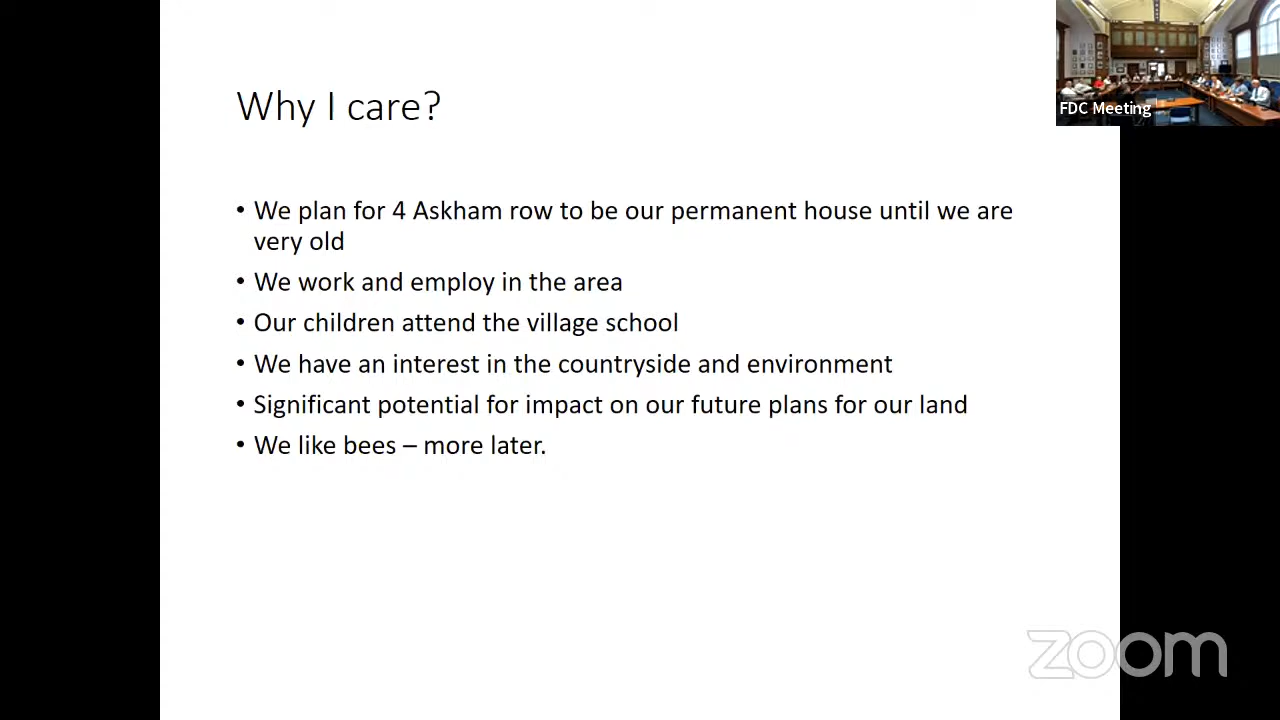 FDC Meeting
Why I care?
• We plan for 4 Askham row to be our permanent house until we are
very old
• We work and employ in the area
• Our children attend the village school
• We have an interest in the countryside and environment
• Significant potential for impact on our future plans for our land
• We like bees – more later.
zoom